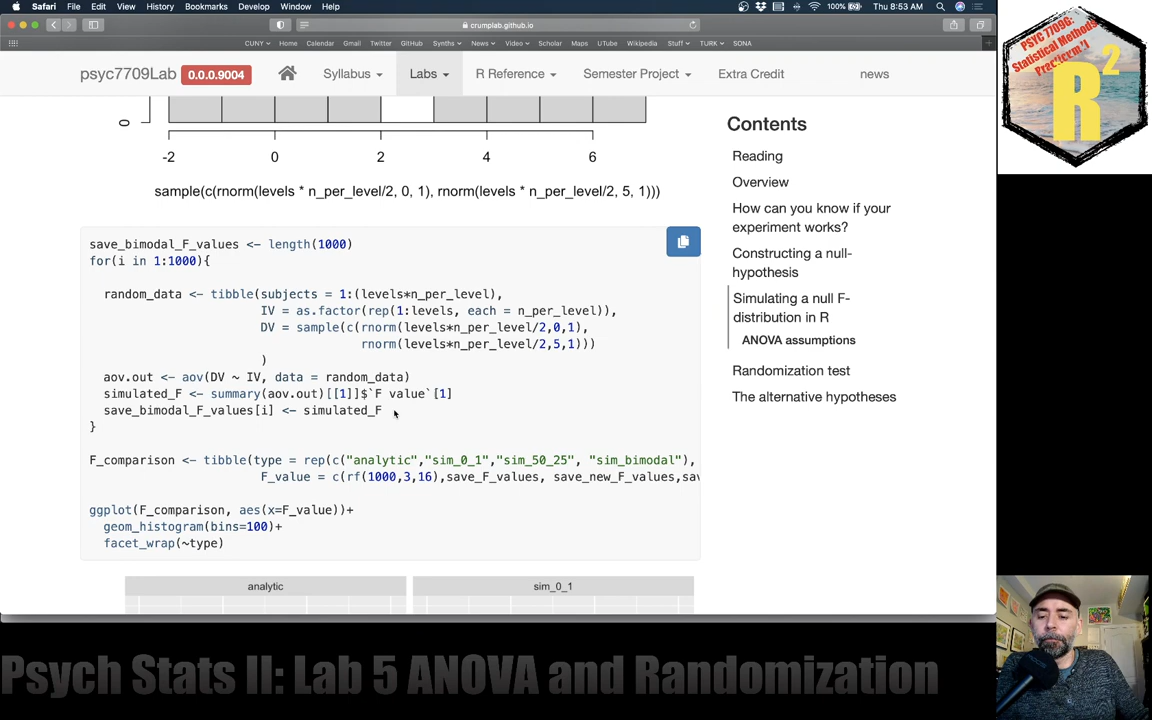 Safari File Edit View History Bookmarks Develop Window Help 100% Thu 8:53 AM
crumplab.github.io
CUNY Home Calendar Gmail Twitter GitHub Synths News Video Scholar Maps UTube Wikipedia Stuff TURK SONA
psyc7709Lab 0.0.0.9004 Syllabus Labs R Reference Semester Project Extra Credit news
0
-2 0 2 4 6
sample(c(rnorm(levels * n_per_level/2, 0, 1), rnorm(levels * n_per_level/2, 5, 1)))
save_bimodal_F_values <- length(1000)
for(i in 1:1000){
random_data <- tibble(subjects = 1:(levels*n_per_level),
IV = as.factor(rep(1:levels, each = n_per_level)),
DV = sample(c(rnorm(levels*n_per_level/2,0,1),
rnorm(levels*n_per_level/2,5,1)))
)
aov.out <- aov(DV ~ IV, data = random_data)
simulated_F <- summary(aov.out)[[1]]$`F value`[1]
save_bimodal_F_values[i] <- simulated_F
}
F_comparison <- tibble(type = rep(c("analytic","sim_0_1","sim_50_25", "sim_bimodal"),
F_value = c(rf(1000,3,16),save_F_values, save_new_F_values,sav
ggplot(F_comparison, aes(x=F_value))+
geom_histogram(bins=100)+
facet_wrap(~type)
analytic sim_0_1
Contents
Reading
Overview
How can you know if your
experiment works?
Constructing a null-
hypothesis
Simulating a null F-
distribution in R
ANOVA assumptions
Randomization test
The alternative hypotheses
PSYC 7709G:
Statistical Methods
Practicum I
R2
Psych Stats II: Lab 5 ANOVA and Randomization